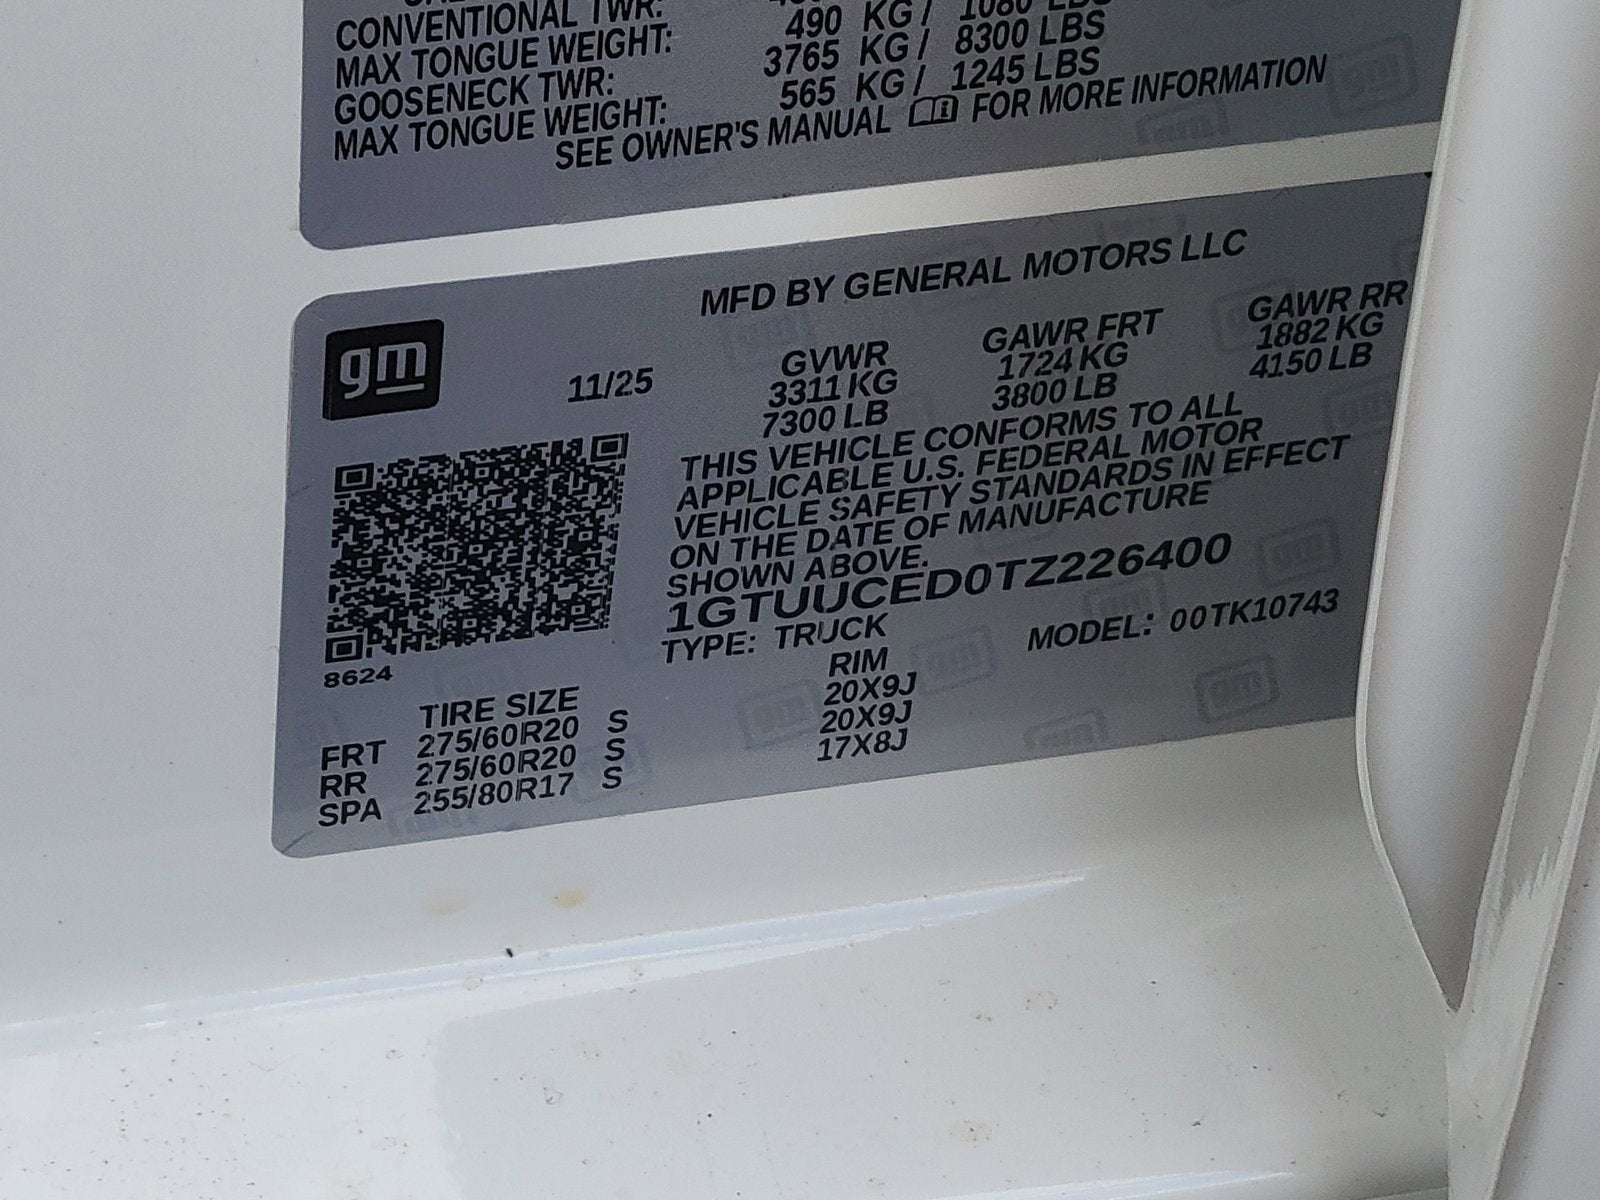 CONVENTIONAL TWR:
MAX TONGUE WEIGHT: 490 KG / 1080 LBS
GOOSENECK TWR: 3765 KG / 8300 LBS
MAX TONGUE WEIGHT: 565 KG / 1245 LBS
SEE OWNER'S MANUAL FOR MORE INFORMATION
MFD BY GENERAL MOTORS LLC
gm
11/25
GVWR GAWR FRT GAWR RR
3311 KG 1724 KG 1882 KG
7300 LB 3800 LB 4150 LB
THIS VEHICLE CONFORMS TO ALL
APPLICABLE U.S. FEDERAL MOTOR
VEHICLE SAFETY STANDARDS IN EFFECT
ON THE DATE OF MANUFACTURE
SHOWN ABOVE.
1GTUUCED0TZ226400
TYPE: TRUCK MODEL: 00TK10743
8624
TIRE SIZE RIM
FRT 275/60R20 S 20X9J
RR 275/60R20 S 20X9J
SPA 255/80R17 S 17X8J